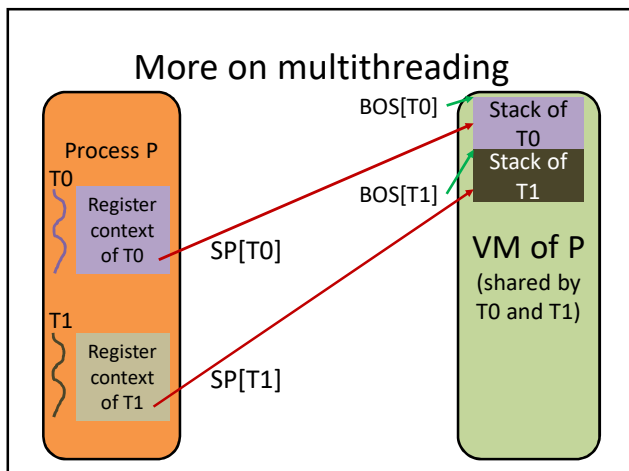 More on multithreading
Process P
T0
Register
context
of T0
T1
Register
context
of T1
SP[T0]
SP[T1]
BOS[T0]
BOS[T1]
Stack of
T0
Stack of
T1
VM of P
(shared by
T0 and T1)